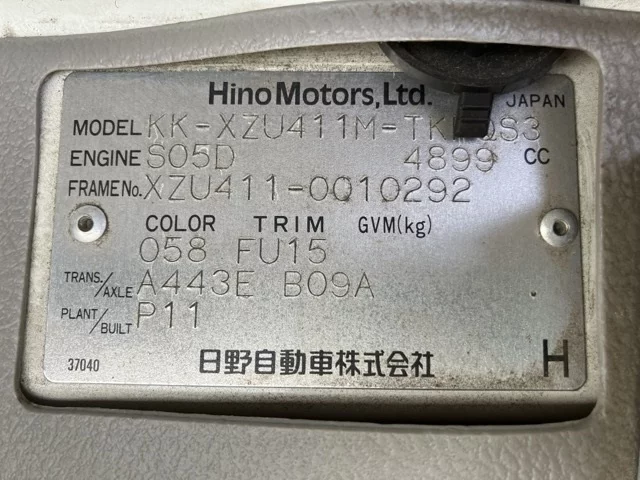 Hino Motors, Ltd.
JAPAN
MODEL KK-XZU411M-TK QS3
ENGINE S05D 4899 CC
FRAME No. XZU411-0010292
COLOR TRIM GVM(kg)
058 FU15
TRANS./AXLE A443E B09A
PLANT/BUILT P11
37040 日野自動車株式会社 H